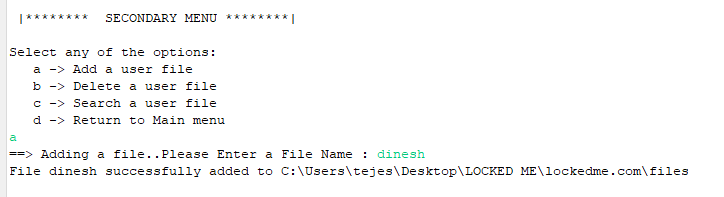 |******** SECONDARY MENU ********|
Select any of the options:
a -> Add a user file
b -> Delete a user file
c -> Search a user file
d -> Return to Main menu
a
==> Adding a file..Please Enter a File Name : dinesh
File dinesh successfully added to C:\Users\tejes\Desktop\LOCKED ME\lockedme.com\files